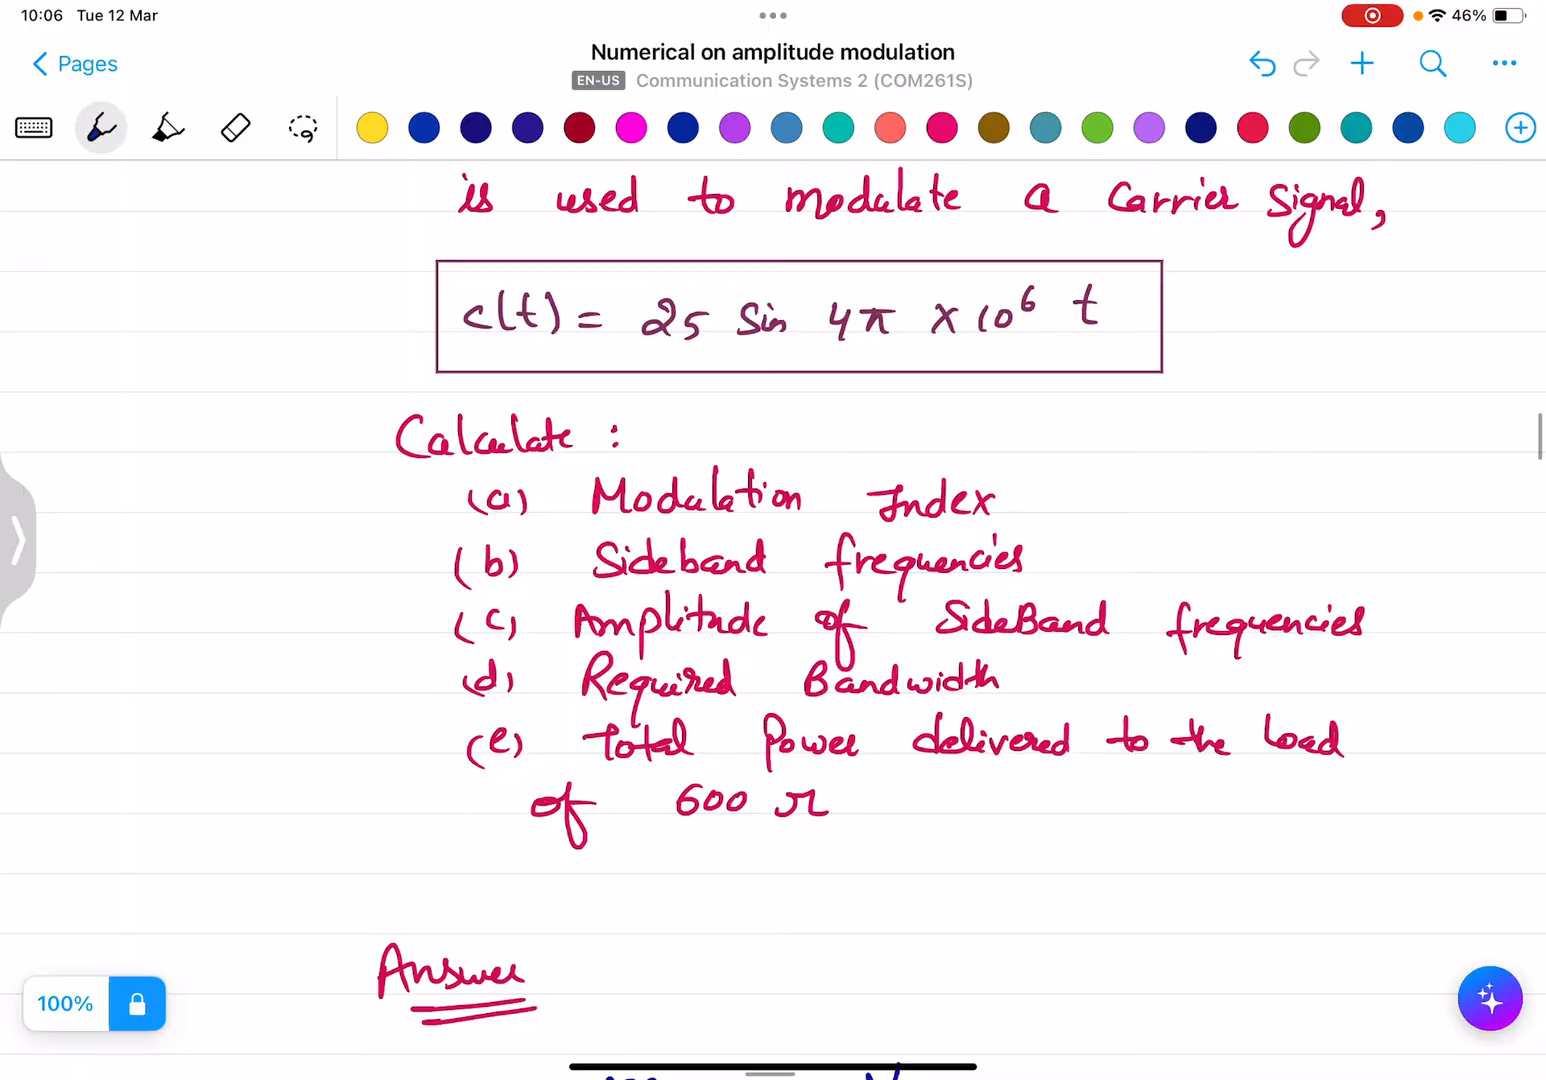 10:06 Tue 12 Mar
46%
Numerical on amplitude modulation
Pages
EN-US Communication Systems 2 (COM261S)
is used to modulate a carrier signal,
c(t) = 25 sin 4π × 10⁶ t
Calculate :
(a) Modulation Index
(b) Sideband frequencies
(c) Amplitude of SideBand frequencies
(d) Required Bandwidth
(e) Total Power delivered to the Load
of 600 Ω
Answer
100%